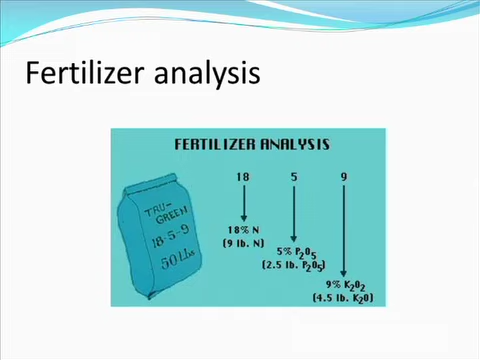 Fertilizer analysis
FERTILIZER ANALYSIS
18 5 9
TRU-
GREEN
18-5-9
50 Lbs
18% N
(9 lb. N)
5% P2O5
(2.5 lb. P2O5)
9% K2O2
(4.5 lb. K2O)